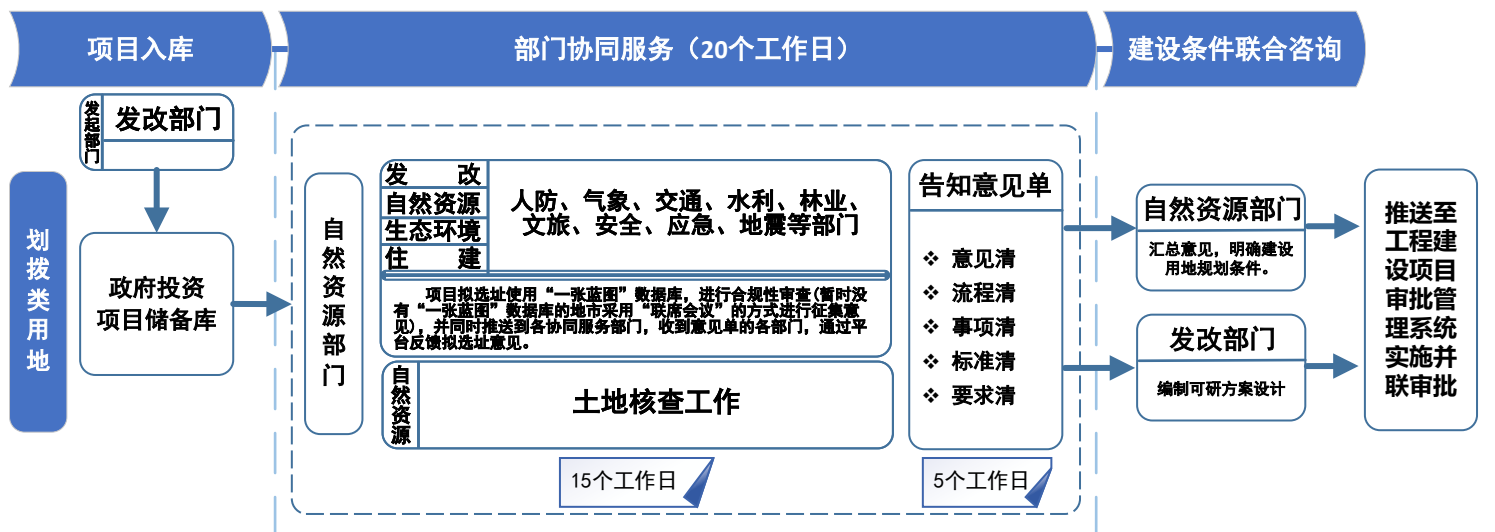 项目入库
部门协同服务（20个工作日）
建设条件联合咨询
划拨类用地
发起部门
发改部门
政府投资
项目储备库
自然资源部门
发 改
自然资源
生态环境
住 建
人防、气象、交通、水利、林业、
文旅、安全、应急、地震等部门
项目拟选址使用“一张蓝图”数据库，进行合规性审查(暂时没
有“一张蓝图”数据库的地市采用“联席会议”的方式进行征集意
见)，并同时推送到各协同服务部门，收到意见单的各部门，通过平
台反馈拟选址意见。
自然资源
土地核查工作
15个工作日
告知意见单
❖ 意见清
❖ 流程清
❖ 事项清
❖ 标准清
❖ 要求清
5个工作日
自然资源部门
汇总意见，明确建设
用地规划条件。
发改部门
编制可研方案设计
推送至
工程建
设项目
审批管
理系统
实施并
联审批